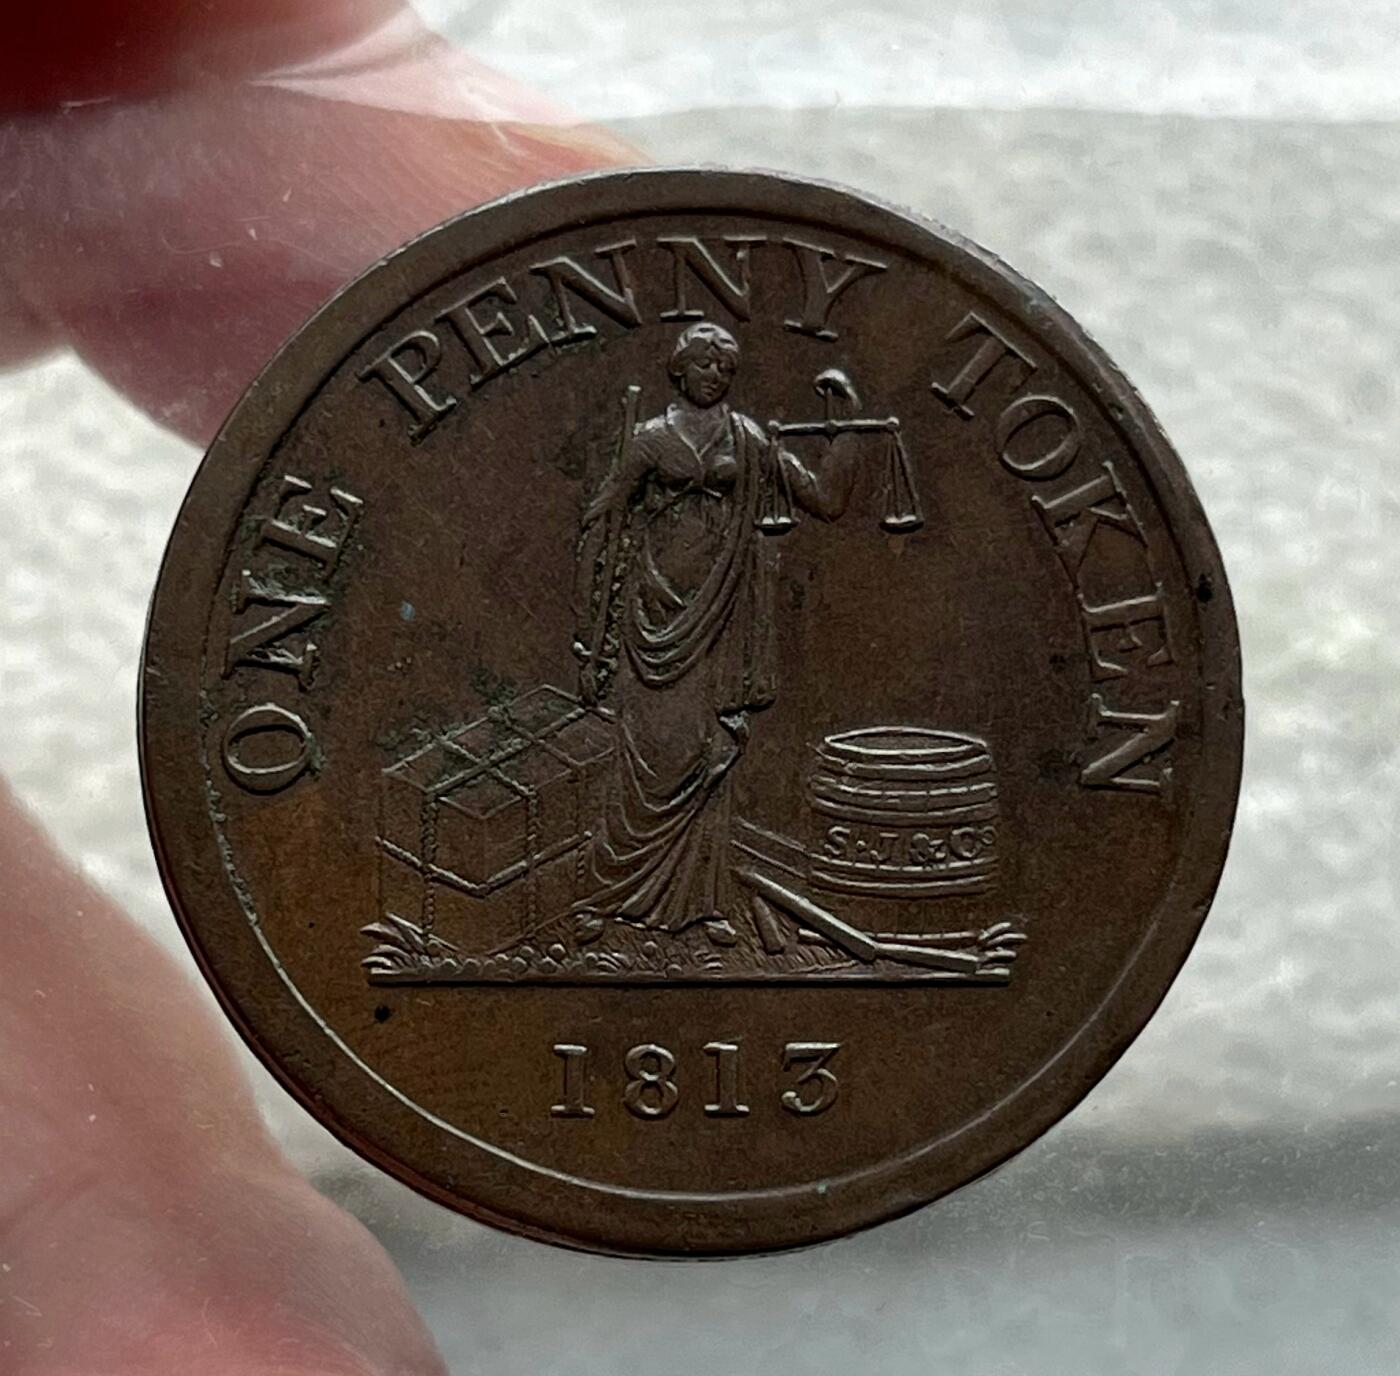 ONE PENNY TOKEN
S·J & Co
1813